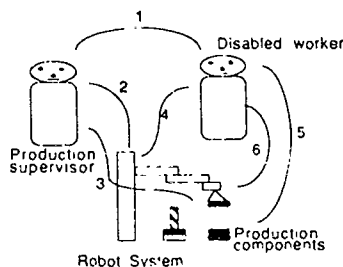 1
Disabled worker
2
4
5
6
Production
supervisor
3
Production
components
Robot System